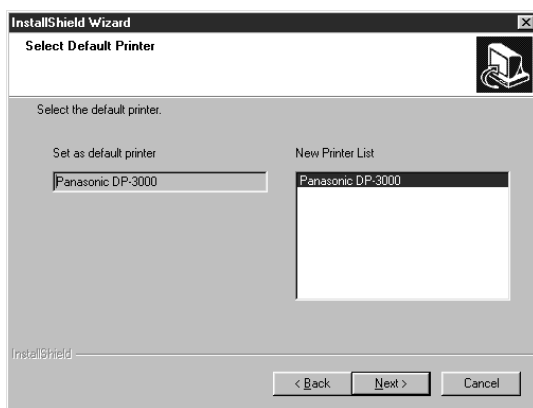 InstallShield Wizard
Select Default Printer
Select the default printer.
Set as default printer
New Printer List
Panasonic DP-3000
Panasonic DP-3000
InstallShield
< Back
Next >
Cancel